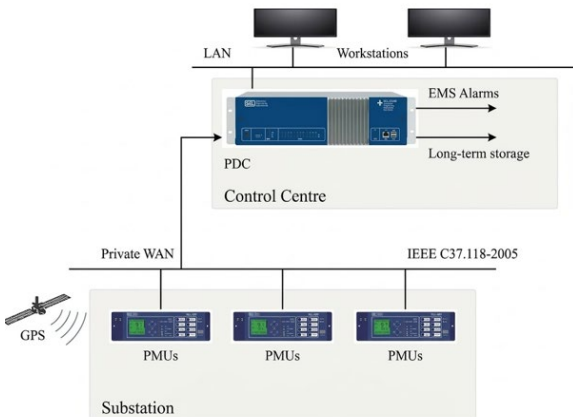 LAN
Workstations
EMS Alarms
Long-term storage
PDC
Control Centre
Private WAN
IEEE C37.118-2005
GPS
PMUs
PMUs
PMUs
Substation